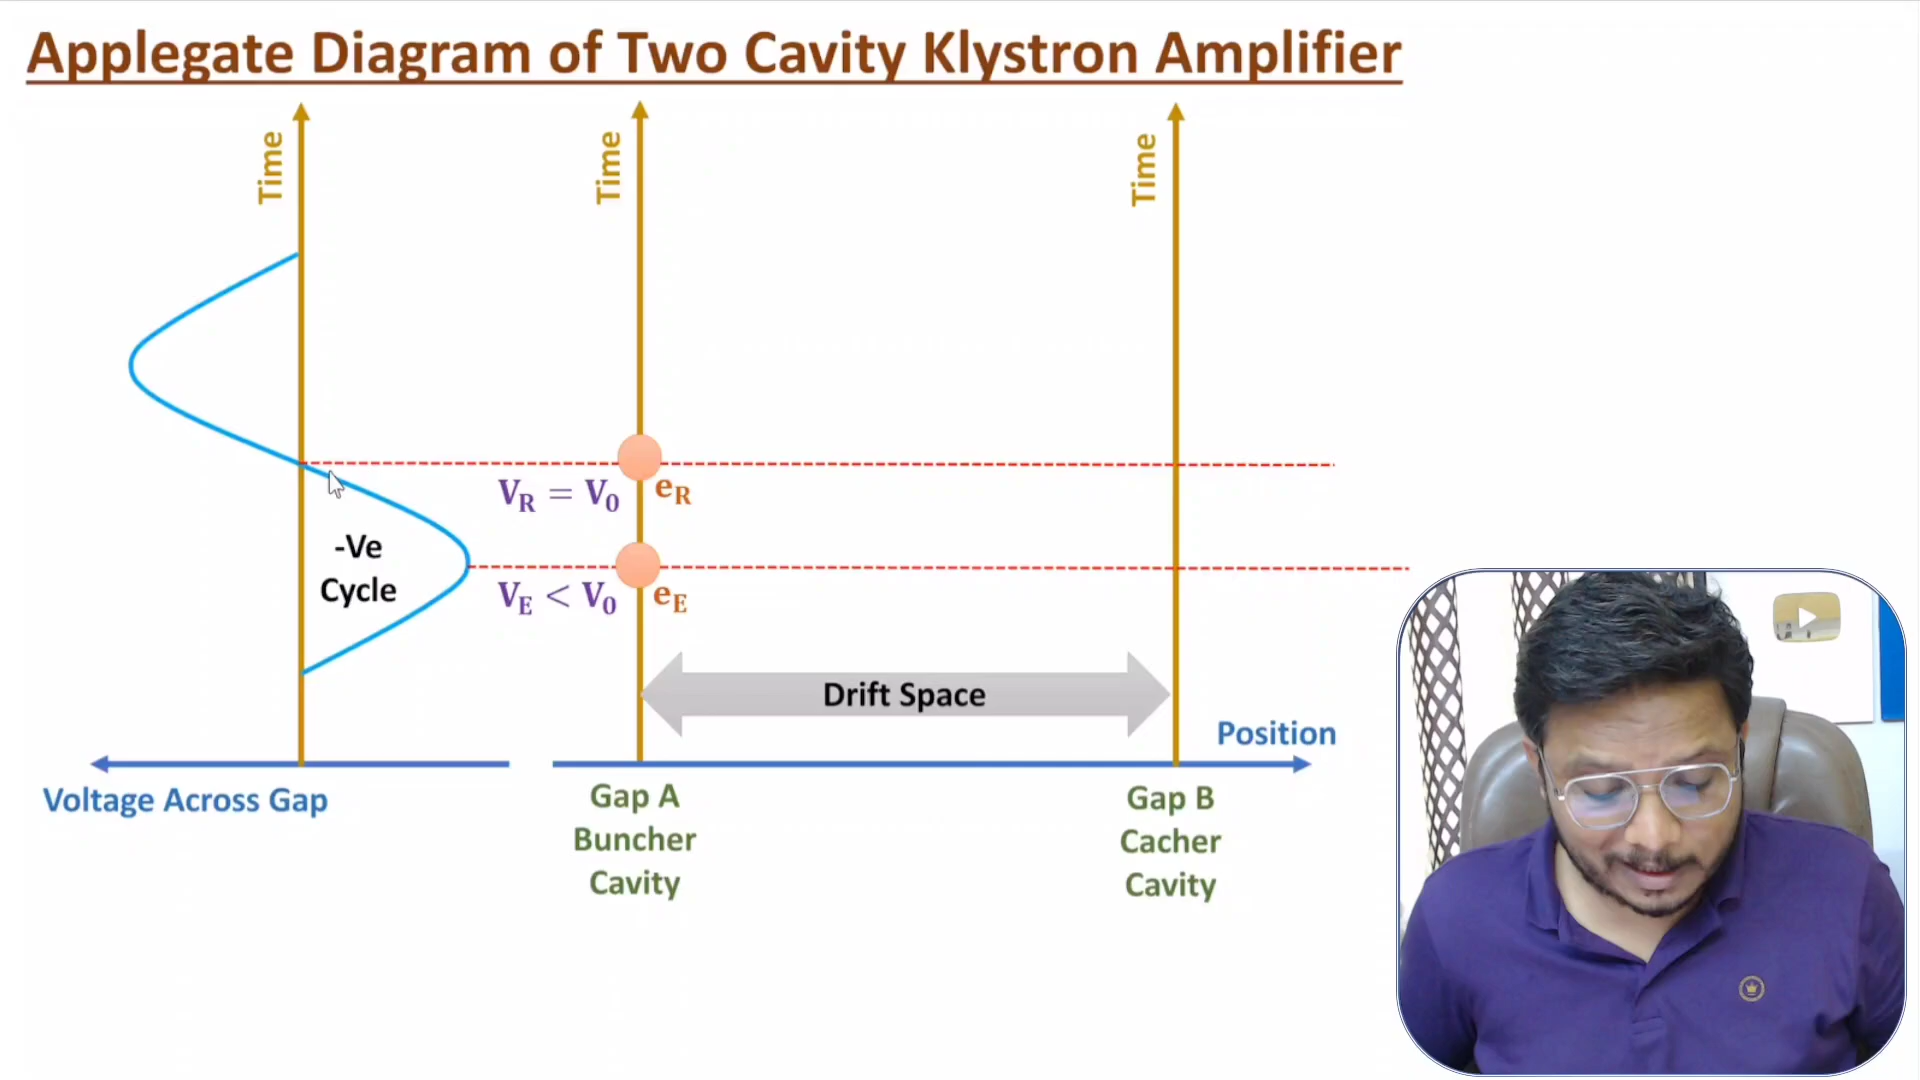 Applegate Diagram of Two Cavity Klystron Amplifier
Time
Time
Time
V_R = V_0
e_R
-Ve
Cycle
V_E < V_0
e_E
Drift Space
Position
Voltage Across Gap
Gap A
Buncher
Cavity
Gap B
Cacher
Cavity